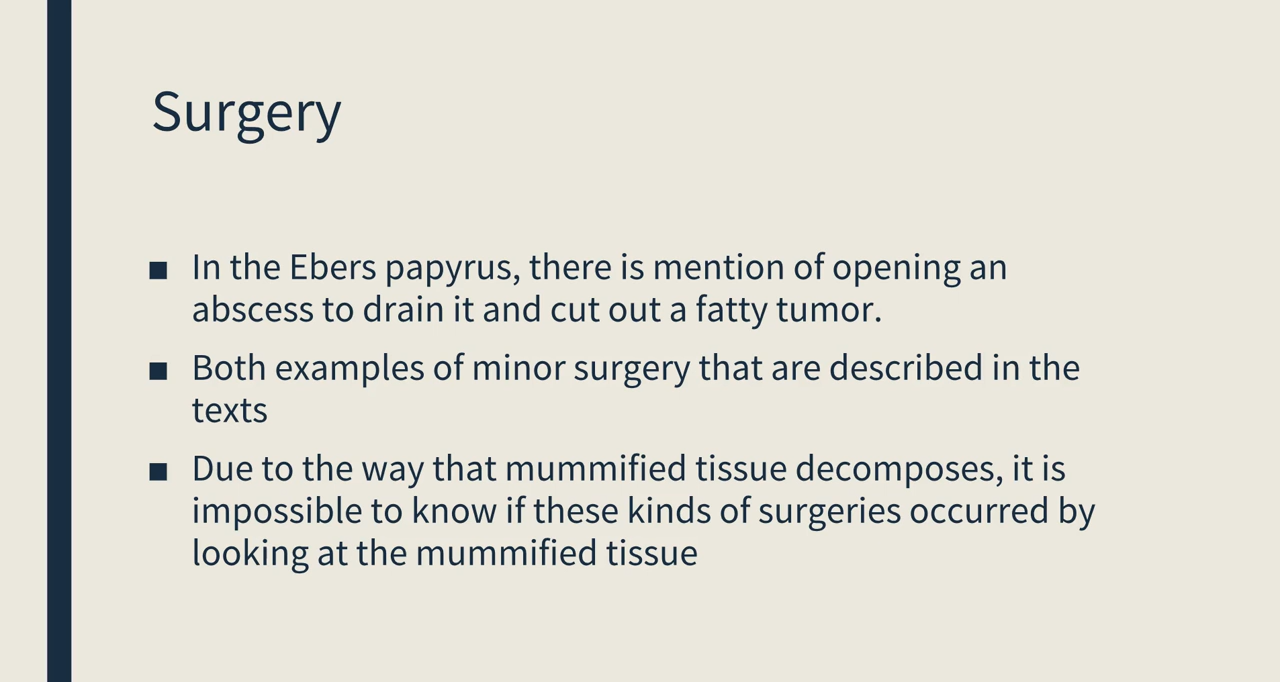 Surgery
■ In the Ebers papyrus, there is mention of opening an
abscess to drain it and cut out a fatty tumor.
■ Both examples of minor surgery that are described in the
texts
■ Due to the way that mummified tissue decomposes, it is
impossible to know if these kinds of surgeries occurred by
looking at the mummified tissue